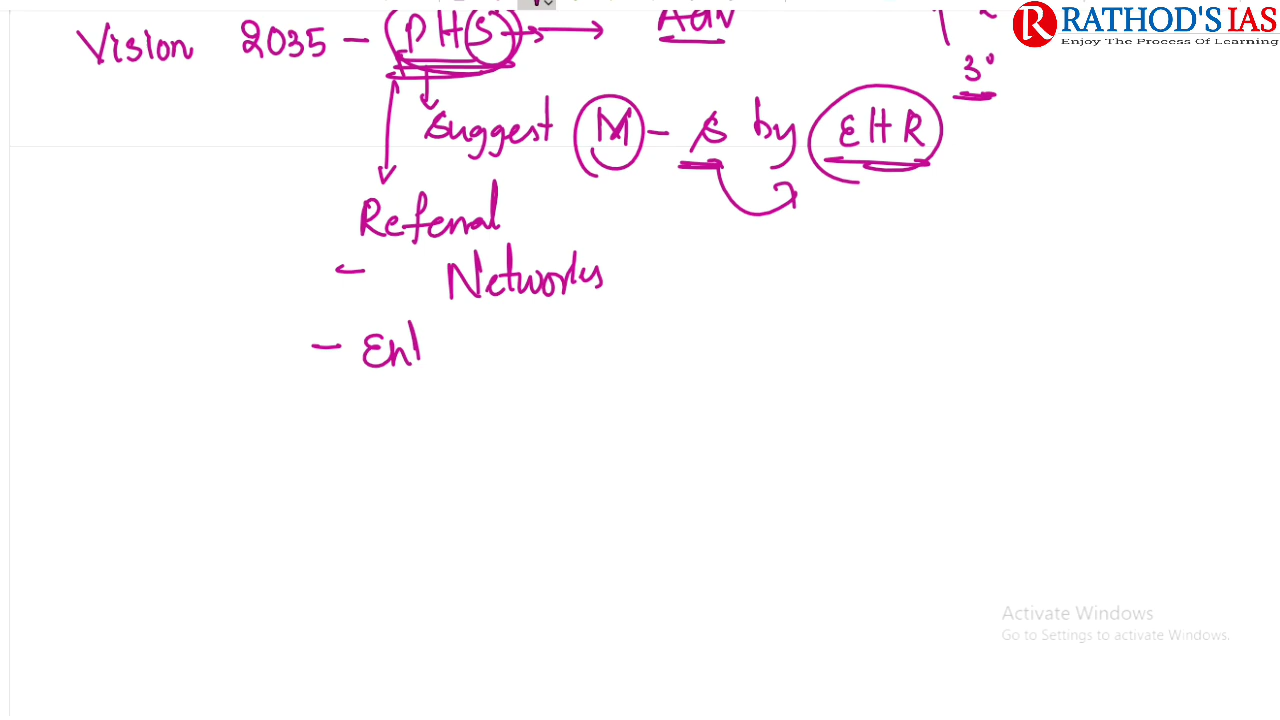 RATHOD'S IAS
Enjoy The Process Of Learning
Vision 2035 - (PHS) → Adv
3°
Suggest M - S by EHR
Referral
Networks
- Enh
Activate Windows
Go to Settings to activate Windows.